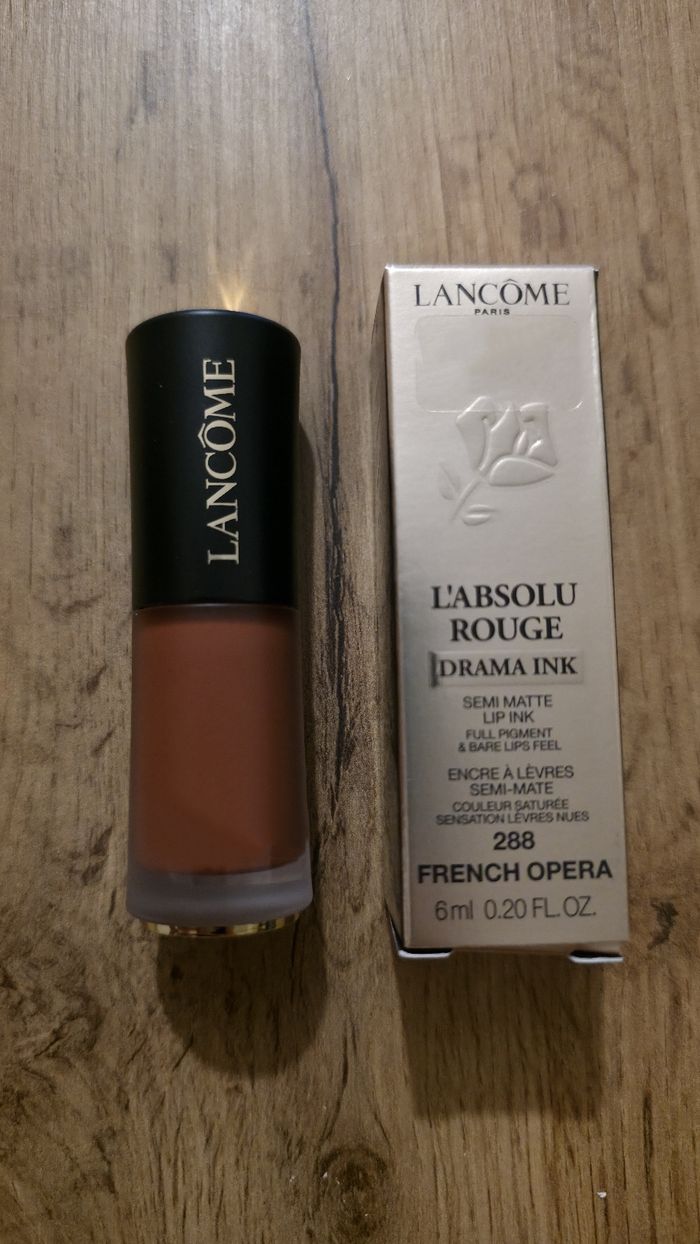 LANCÔME
LANCÔME
PARIS
L'ABSOLU
ROUGE
DRAMA INK
SEMI MATTE
LIP INK
FULL PIGMENT
& BARE LIPS FEEL
ENCRE À LÈVRES
SEMI-MATE
COULEUR SATURÉE
SENSATION LÈVRES NUES
288
FRENCH OPERA
6ml 0.20 FL.OZ.